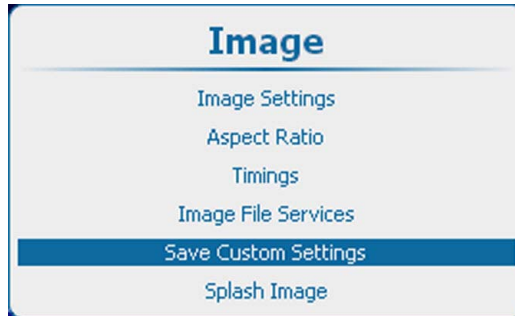 Image
Image Settings
Aspect Ratio
Timings
Image File Services
Save Custom Settings
Splash Image